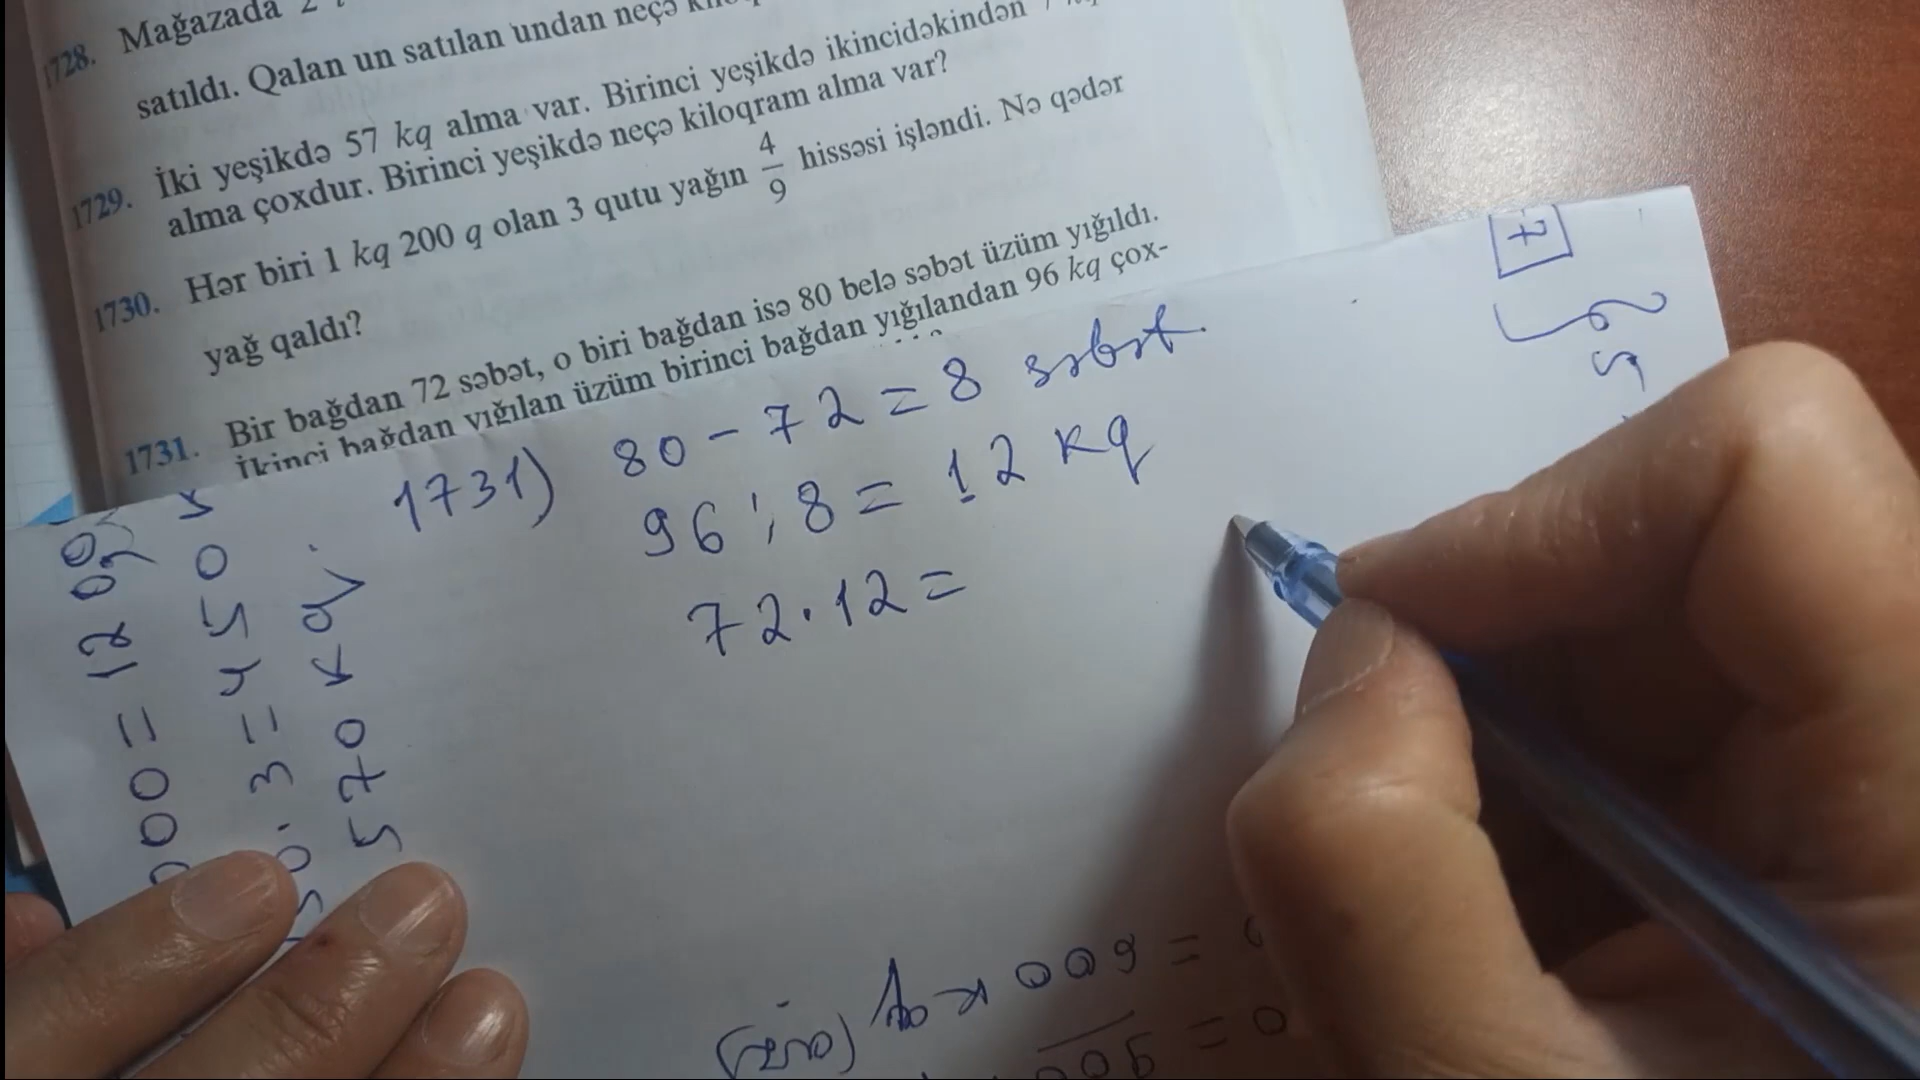 1728. Mağazada 2
satıldı. Qalan un satılan undan neçə
1729. İki yeşikdə 57 kq alma var. Birinci yeşikdə ikincidəkindən
alma çoxdur. Birinci yeşikdə neçə kiloqram alma var?
1730. Hər biri 1 kq 200 q olan 3 qutu yağın 4/9 hissəsi işləndi. Nə qədər
yağ qaldı?
1731. Bir bağdan 72 səbət, o biri bağdan isə 80 belə səbət üzüm yığıldı.
İkinci bağdan yığılan üzüm birinci bağdan yığılandan 96 kq çox-
1731) 80 - 72 = 8 səbət.
96 : 8 = 12 kq
72 · 12 =
570 kq